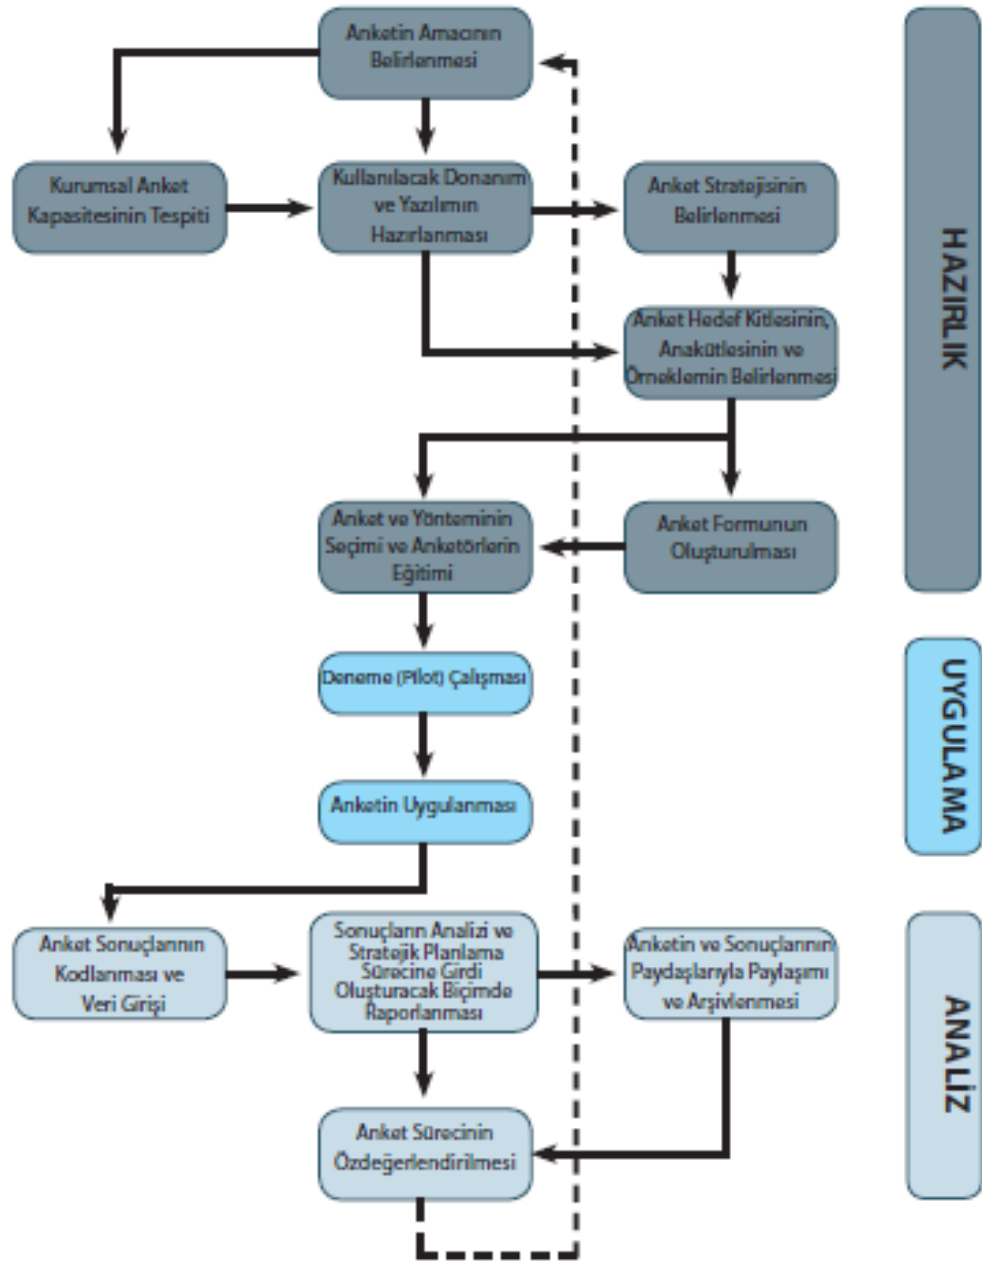 Anketin Amacının
Belirlenmesi
Kurumsal Anket
Kapasitesinin Tespiti
Kullanılacak Donanım
ve Yazılımın
Hazırlanması
Anket Stratejisinin
Belirlenmesi
Anket Hedef Kitlesinin,
Anakütlesinin ve
Örneklemin Belirlenmesi
Anket ve Yönteminin
Seçimi ve Anketörlerin
Eğitimi
Anket Formunun
Oluşturulması
HAZIRLIK
Deneme (Pilot) Çalışması
Anketin Uygulanması
UYGULAMA
Anket Sonuçlarının
Kodlanması ve
Veri Girişi
Sonuçların Analizi ve
Stratejik Planlama
Sürecine Girdi
Oluşturacak Biçimde
Raporlanması
Anketin ve Sonuçlarının
Paydaşlarıyla Paylaşımı
ve Arşivlenmesi
Anket Sürecinin
Özdeğerlendirilmesi
ANALİZ